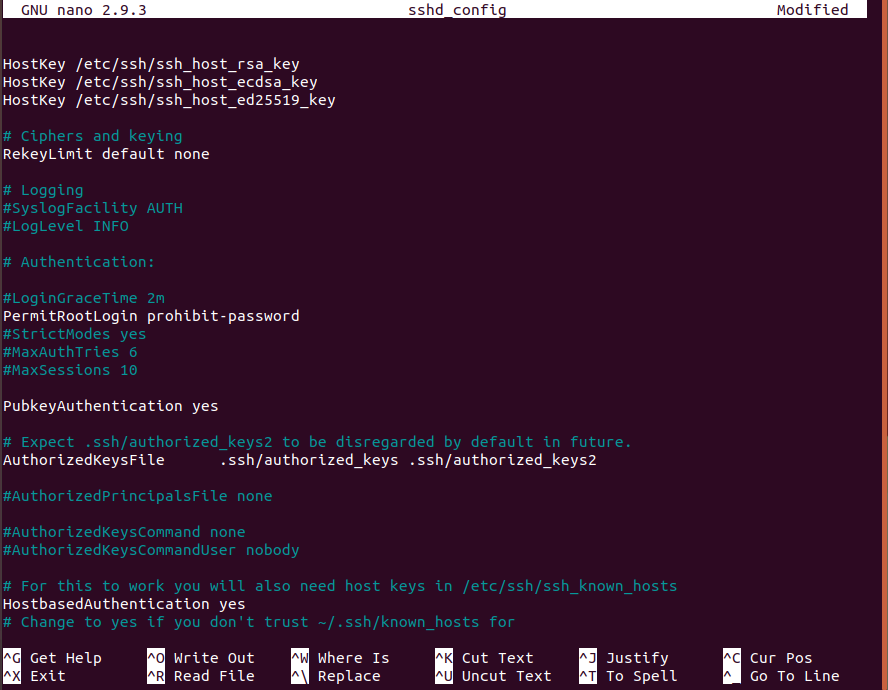 GNU nano 2.9.3 sshd_config Modified
HostKey /etc/ssh/ssh_host_rsa_key
HostKey /etc/ssh/ssh_host_ecdsa_key
HostKey /etc/ssh/ssh_host_ed25519_key
# Ciphers and keying
RekeyLimit default none
# Logging
#SyslogFacility AUTH
#LogLevel INFO
# Authentication:
#LoginGraceTime 2m
PermitRootLogin prohibit-password
#StrictModes yes
#MaxAuthTries 6
#MaxSessions 10
PubkeyAuthentication yes
# Expect .ssh/authorized_keys2 to be disregarded by default in future.
AuthorizedKeysFile .ssh/authorized_keys .ssh/authorized_keys2
#AuthorizedPrincipalsFile none
#AuthorizedKeysCommand none
#AuthorizedKeysCommandUser nobody
# For this to work you will also need host keys in /etc/ssh/ssh_known_hosts
HostbasedAuthentication yes
# Change to yes if you don't trust ~/.ssh/known_hosts for
^G Get Help ^O Write Out ^W Where Is ^K Cut Text ^J Justify ^C Cur Pos
^X Exit ^R Read File ^\ Replace ^U Uncut Text ^T To Spell ^_ Go To Line